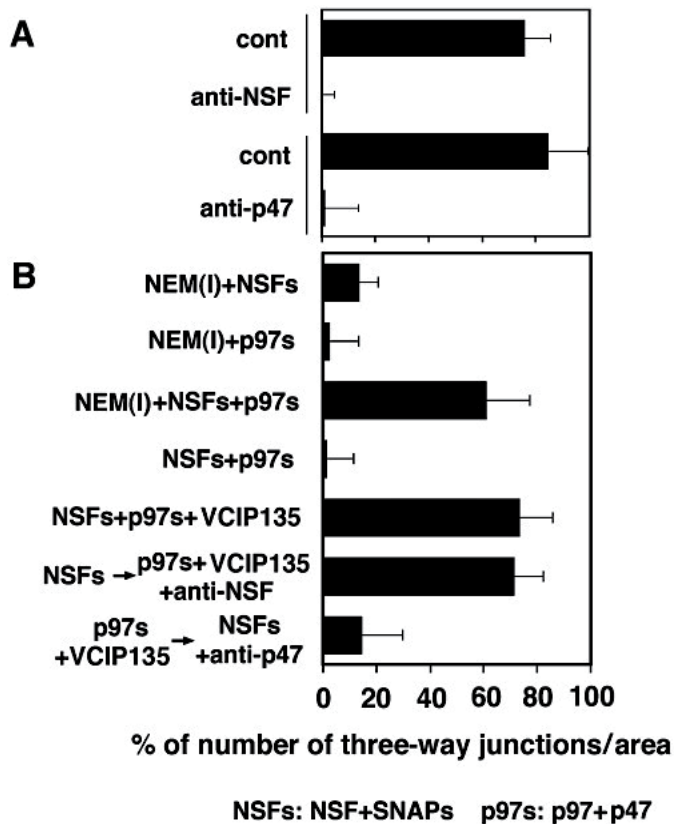 A
cont
anti-NSF
cont
anti-p47
B
NEM(I)+NSFs
NEM(I)+p97s
NEM(I)+NSFs+p97s
NSFs+p97s
NSFs+p97s+VCIP135
NSFs → p97s+VCIP135
+anti-NSF
p97s → NSFs
+VCIP135 +anti-p47
0 20 40 60 80 100
% of number of three-way junctions/area
NSFs: NSF+SNAPs p97s: p97+p47